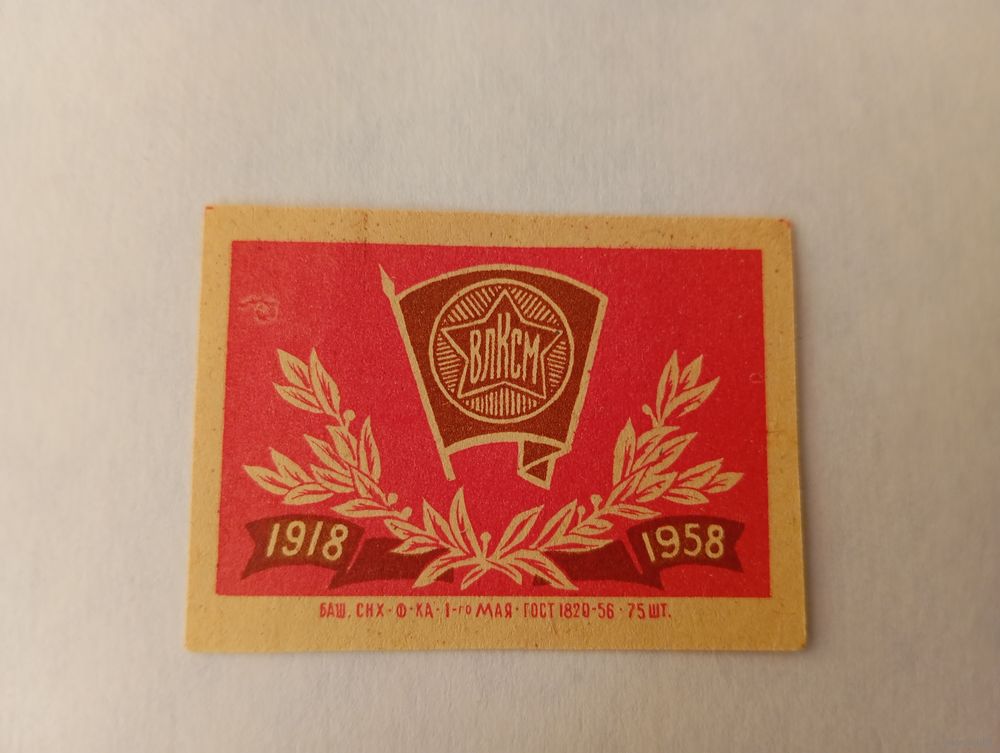 ВЛКСМ
1918
1958
БАШ. СНХ · Ф-КА · 1-го МАЯ · ГОСТ 1820-56 · 75 ШТ.